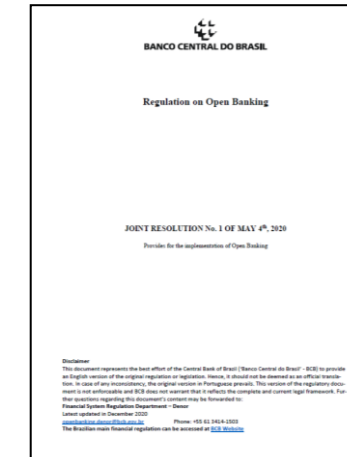 BANCO CENTRAL DO BRASIL
Regulation on Open Banking
JOINT RESOLUTION No. 1 OF MAY 4th, 2020
Provides for the implementation of Open Banking
Disclaimer
This document represents the best effort of the Central Bank of Brasil ('Banco Central do Brasil' - BCB) to provide
an English version of the original regulation or legislation. Hence, it should not be deemed as an official transla-
tion. In case of any inconsistency, the original version in Portuguese prevails. This version of the regulatory docu-
ment is not enforceable and BCB does not warrant that it reflects the complete and current legal framework. Fur-
ther questions regarding this document's content may be forwarded to:
Financial System Regulation Department – Denor
Latest updated in December 2020
openbanking.denor@bcb.gov.br Phone: +55 61 3414-1503
The Brazilian main financial regulation can be accessed at BCB Website.